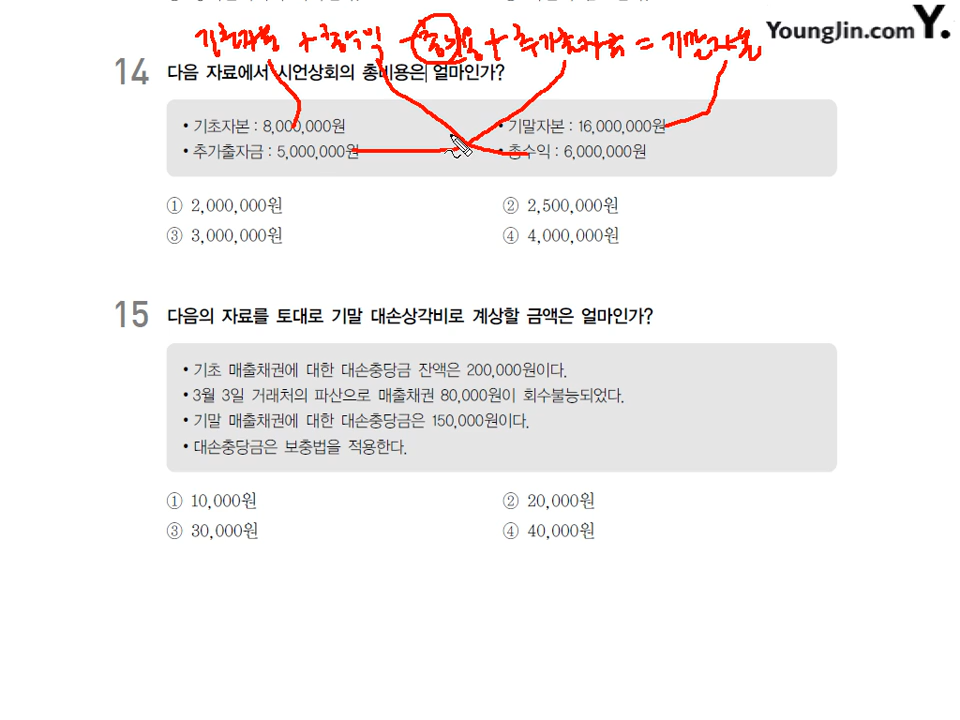 YoungJin.com Y.
기초자본 + 총수익 - 총비용 + 추가출자금 = 기말자본
14 다음 자료에서 시언상회의 총비용은 얼마인가?
• 기초자본 : 8,000,000원 • 기말자본 : 16,000,000원
• 추가출자금 : 5,000,000원 • 총수익 : 6,000,000원
① 2,000,000원 ② 2,500,000원
③ 3,000,000원 ④ 4,000,000원
15 다음의 자료를 토대로 기말 대손상각비로 계상할 금액은 얼마인가?
• 기초 매출채권에 대한 대손충당금 잔액은 200,000원이다.
• 3월 3일 거래처의 파산으로 매출채권 80,000원이 회수불능되었다.
• 기말 매출채권에 대한 대손충당금은 150,000원이다.
• 대손충당금은 보충법을 적용한다.
① 10,000원 ② 20,000원
③ 30,000원 ④ 40,000원